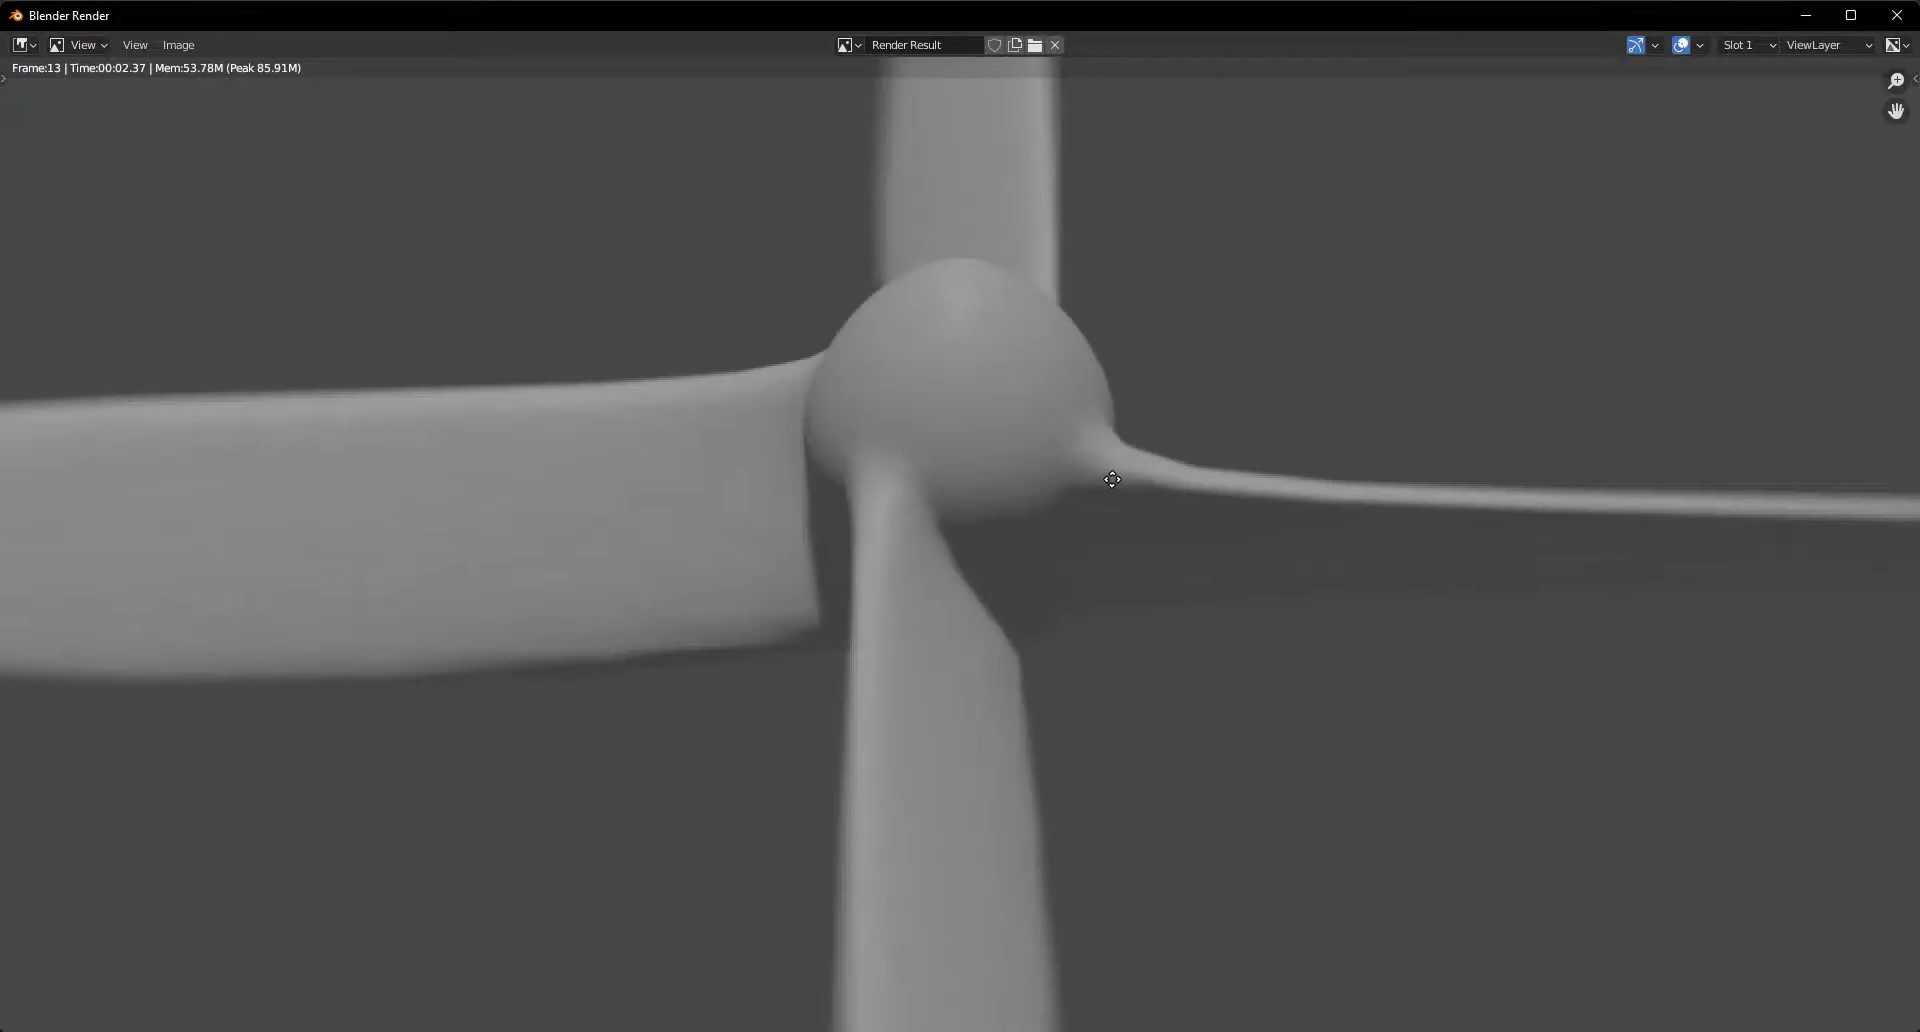 Blender Render
View View Image Render Result Slot 1 ViewLayer
Frame:13 | Time:00:02.37 | Mem:53.78M (Peak 85.91M)